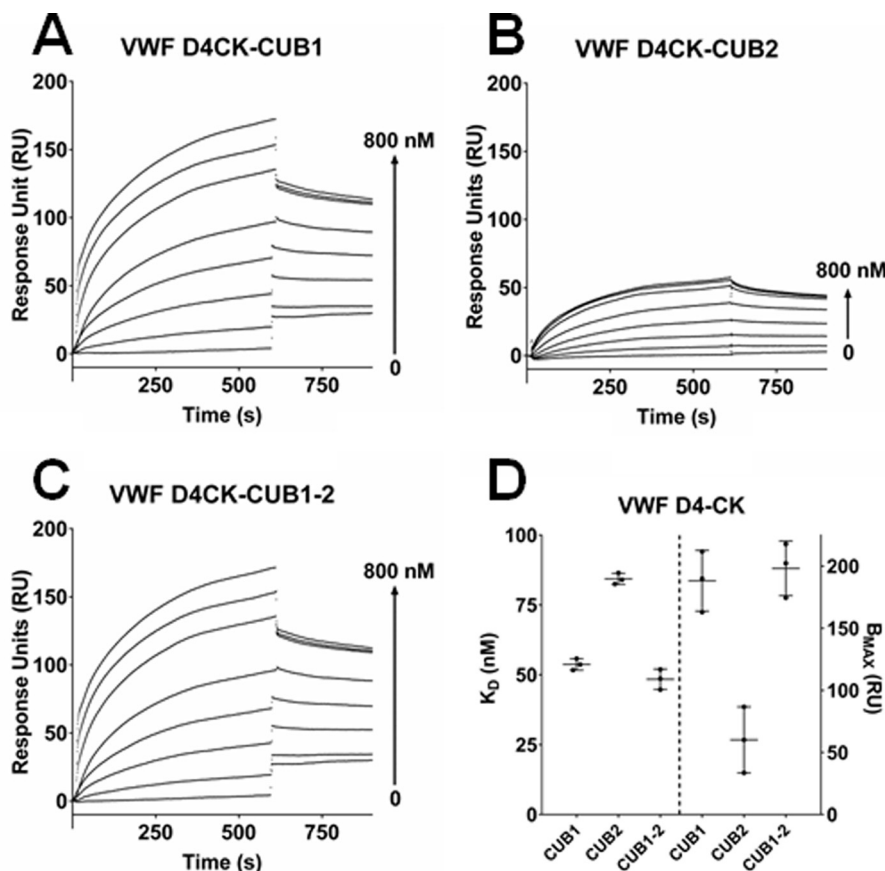 A
VWF D4CK-CUB1
Response Unit (RU)
200
150
100
50
0
250
500
750
Time (s)
800 nM
0
B
VWF D4CK-CUB2
Response Units (RU)
200
150
100
50
0
250
500
750
Time (s)
800 nM
0
C
VWF D4CK-CUB1-2
Response Units (RU)
200
150
100
50
0
250
500
750
Time (s)
800 nM
0
D
VWF D4-CK
K_D (nM)
100
75
50
25
0
CUB1
CUB2
CUB1-2
CUB1
CUB2
CUB1-2
200
150
100
50
0
B_MAX (RU)